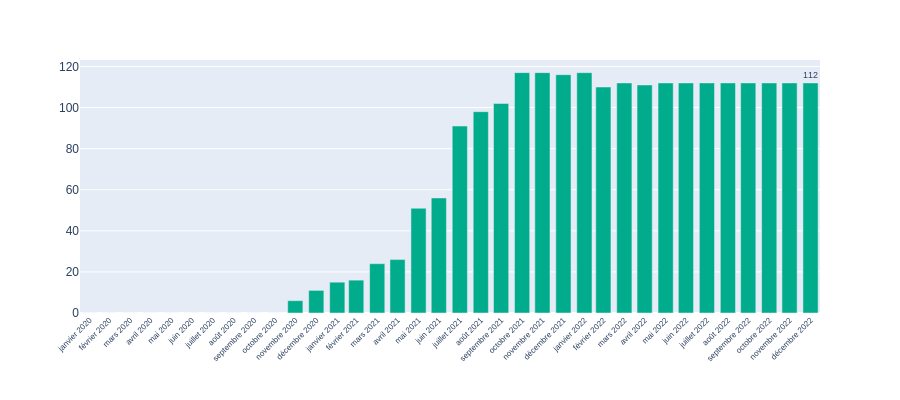 120
100
80
60
40
20
0
112
janvier 2020
février 2020
mars 2020
avril 2020
mai 2020
juin 2020
juillet 2020
août 2020
septembre 2020
octobre 2020
novembre 2020
décembre 2020
janvier 2021
février 2021
mars 2021
avril 2021
mai 2021
juin 2021
juillet 2021
août 2021
septembre 2021
octobre 2021
novembre 2021
décembre 2021
janvier 2022
février 2022
mars 2022
avril 2022
mai 2022
juin 2022
juillet 2022
août 2022
septembre 2022
octobre 2022
novembre 2022
décembre 2022